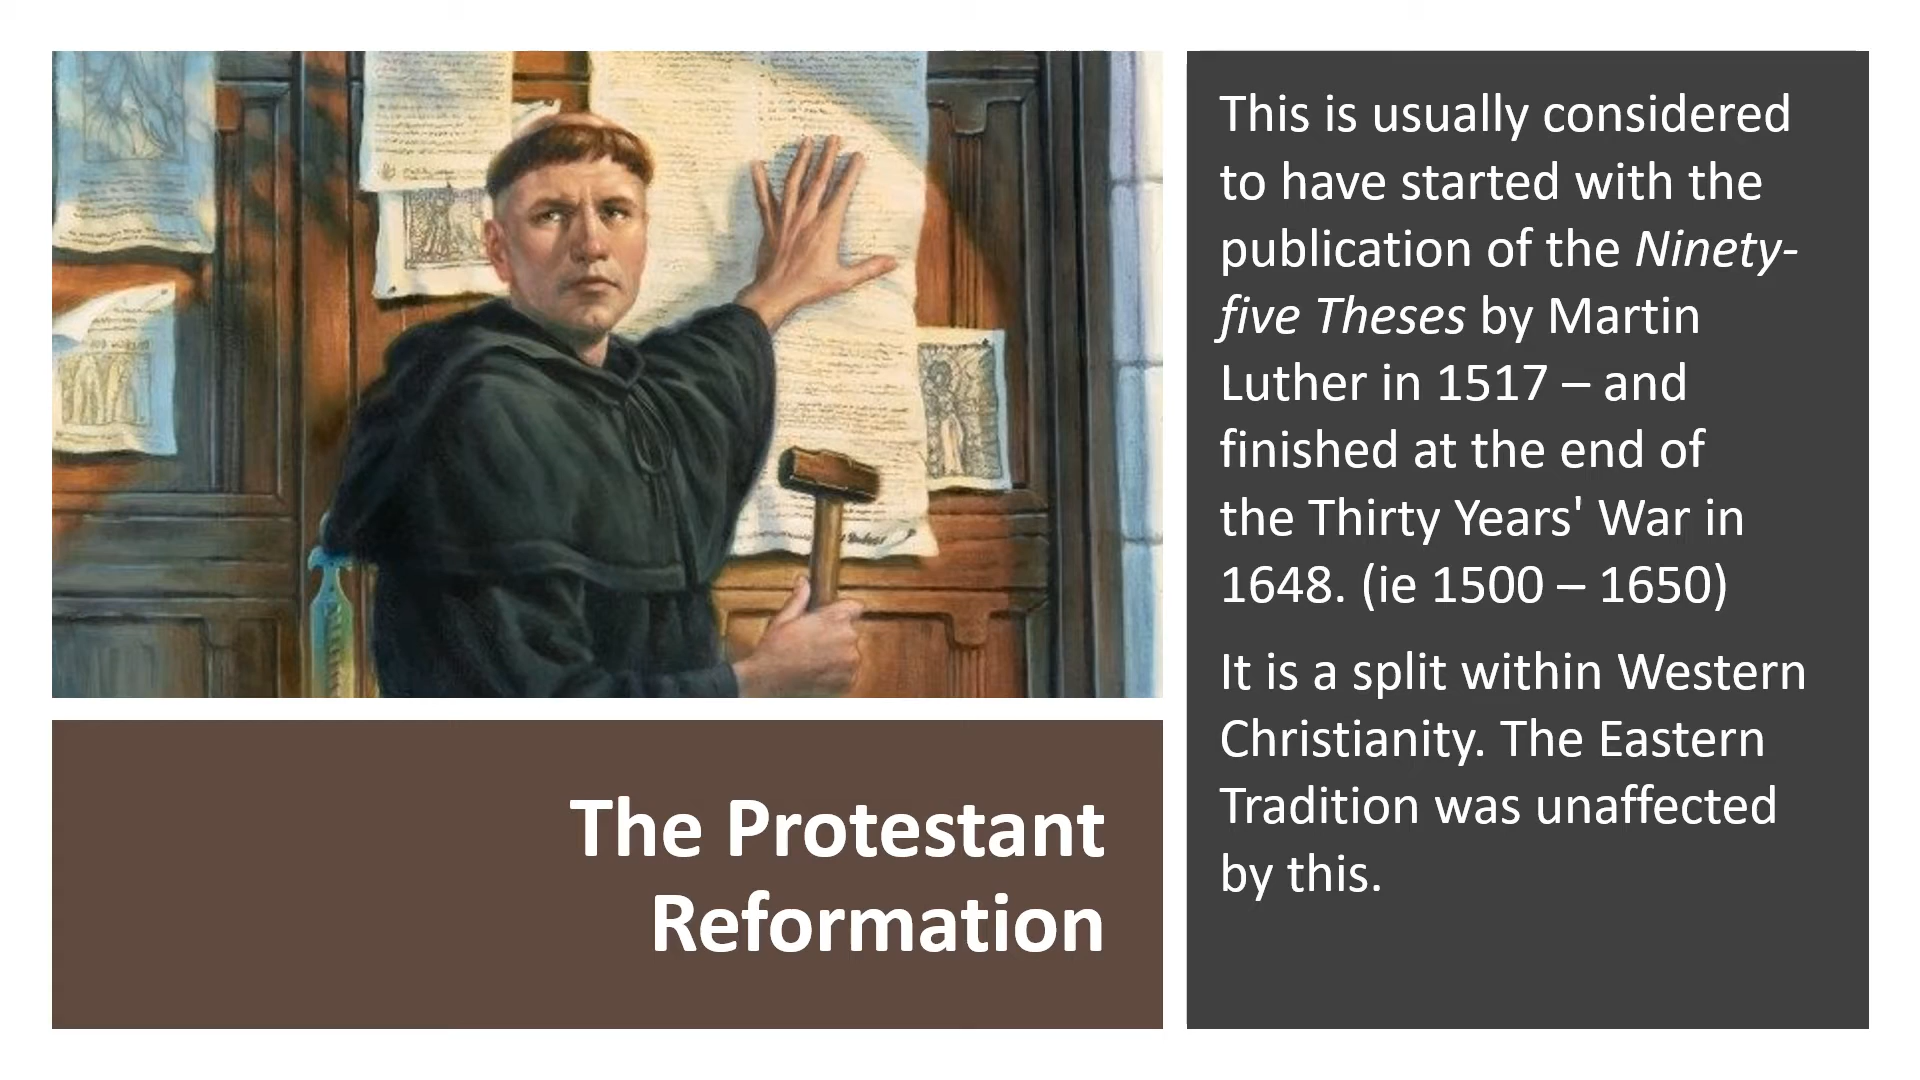 The Protestant
Reformation
This is usually considered
to have started with the
publication of the Ninety-
five Theses by Martin
Luther in 1517 – and
finished at the end of
the Thirty Years' War in
1648. (ie 1500 – 1650)
It is a split within Western
Christianity. The Eastern
Tradition was unaffected
by this.